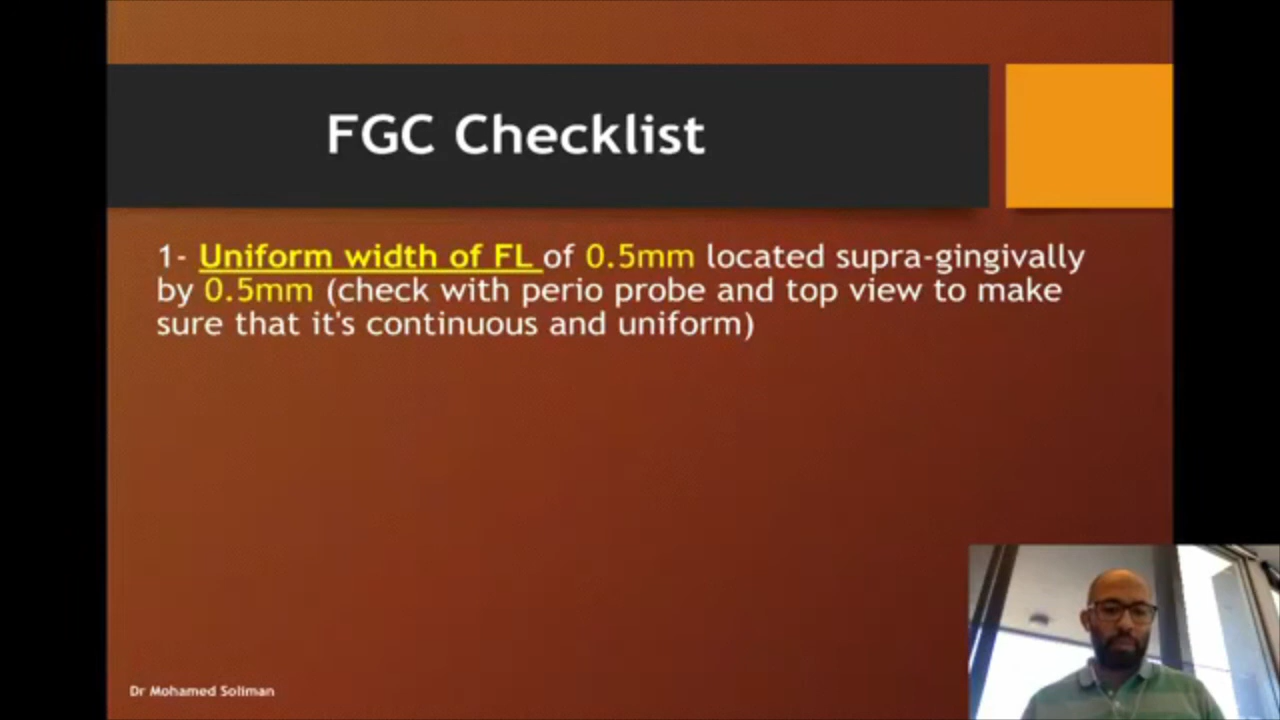 FGC Checklist
1- Uniform width of FL of 0.5mm located supra-gingivally
by 0.5mm (check with perio probe and top view to make
sure that it's continuous and uniform)
Dr Mohamed Soliman